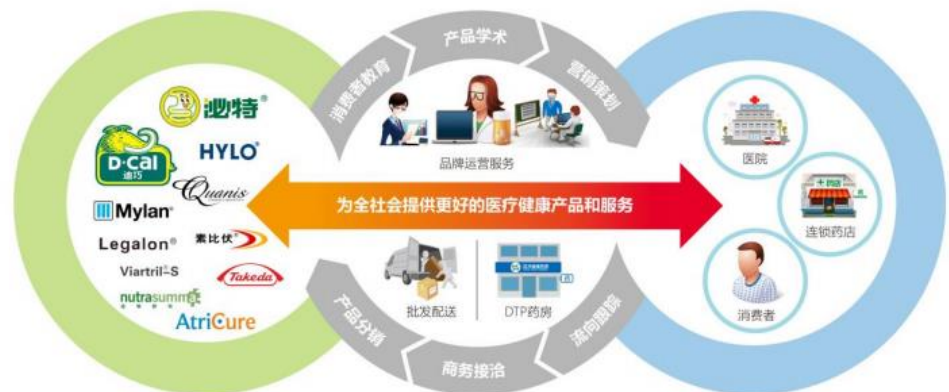 消费者教育
产品学术
营销策划
泌特®
D·Cal
迪巧
HYLO®
Quanis
Mylan®
Legalon®
素比伏
Viartril®-S
Takeda
nutrasumma
AtriCure
品牌运营服务
为全社会提供更好的医疗健康产品和服务
批发配送
DTP药房
产品分销
商务接洽
流向跟踪
医院
药店
连锁药店
消费者